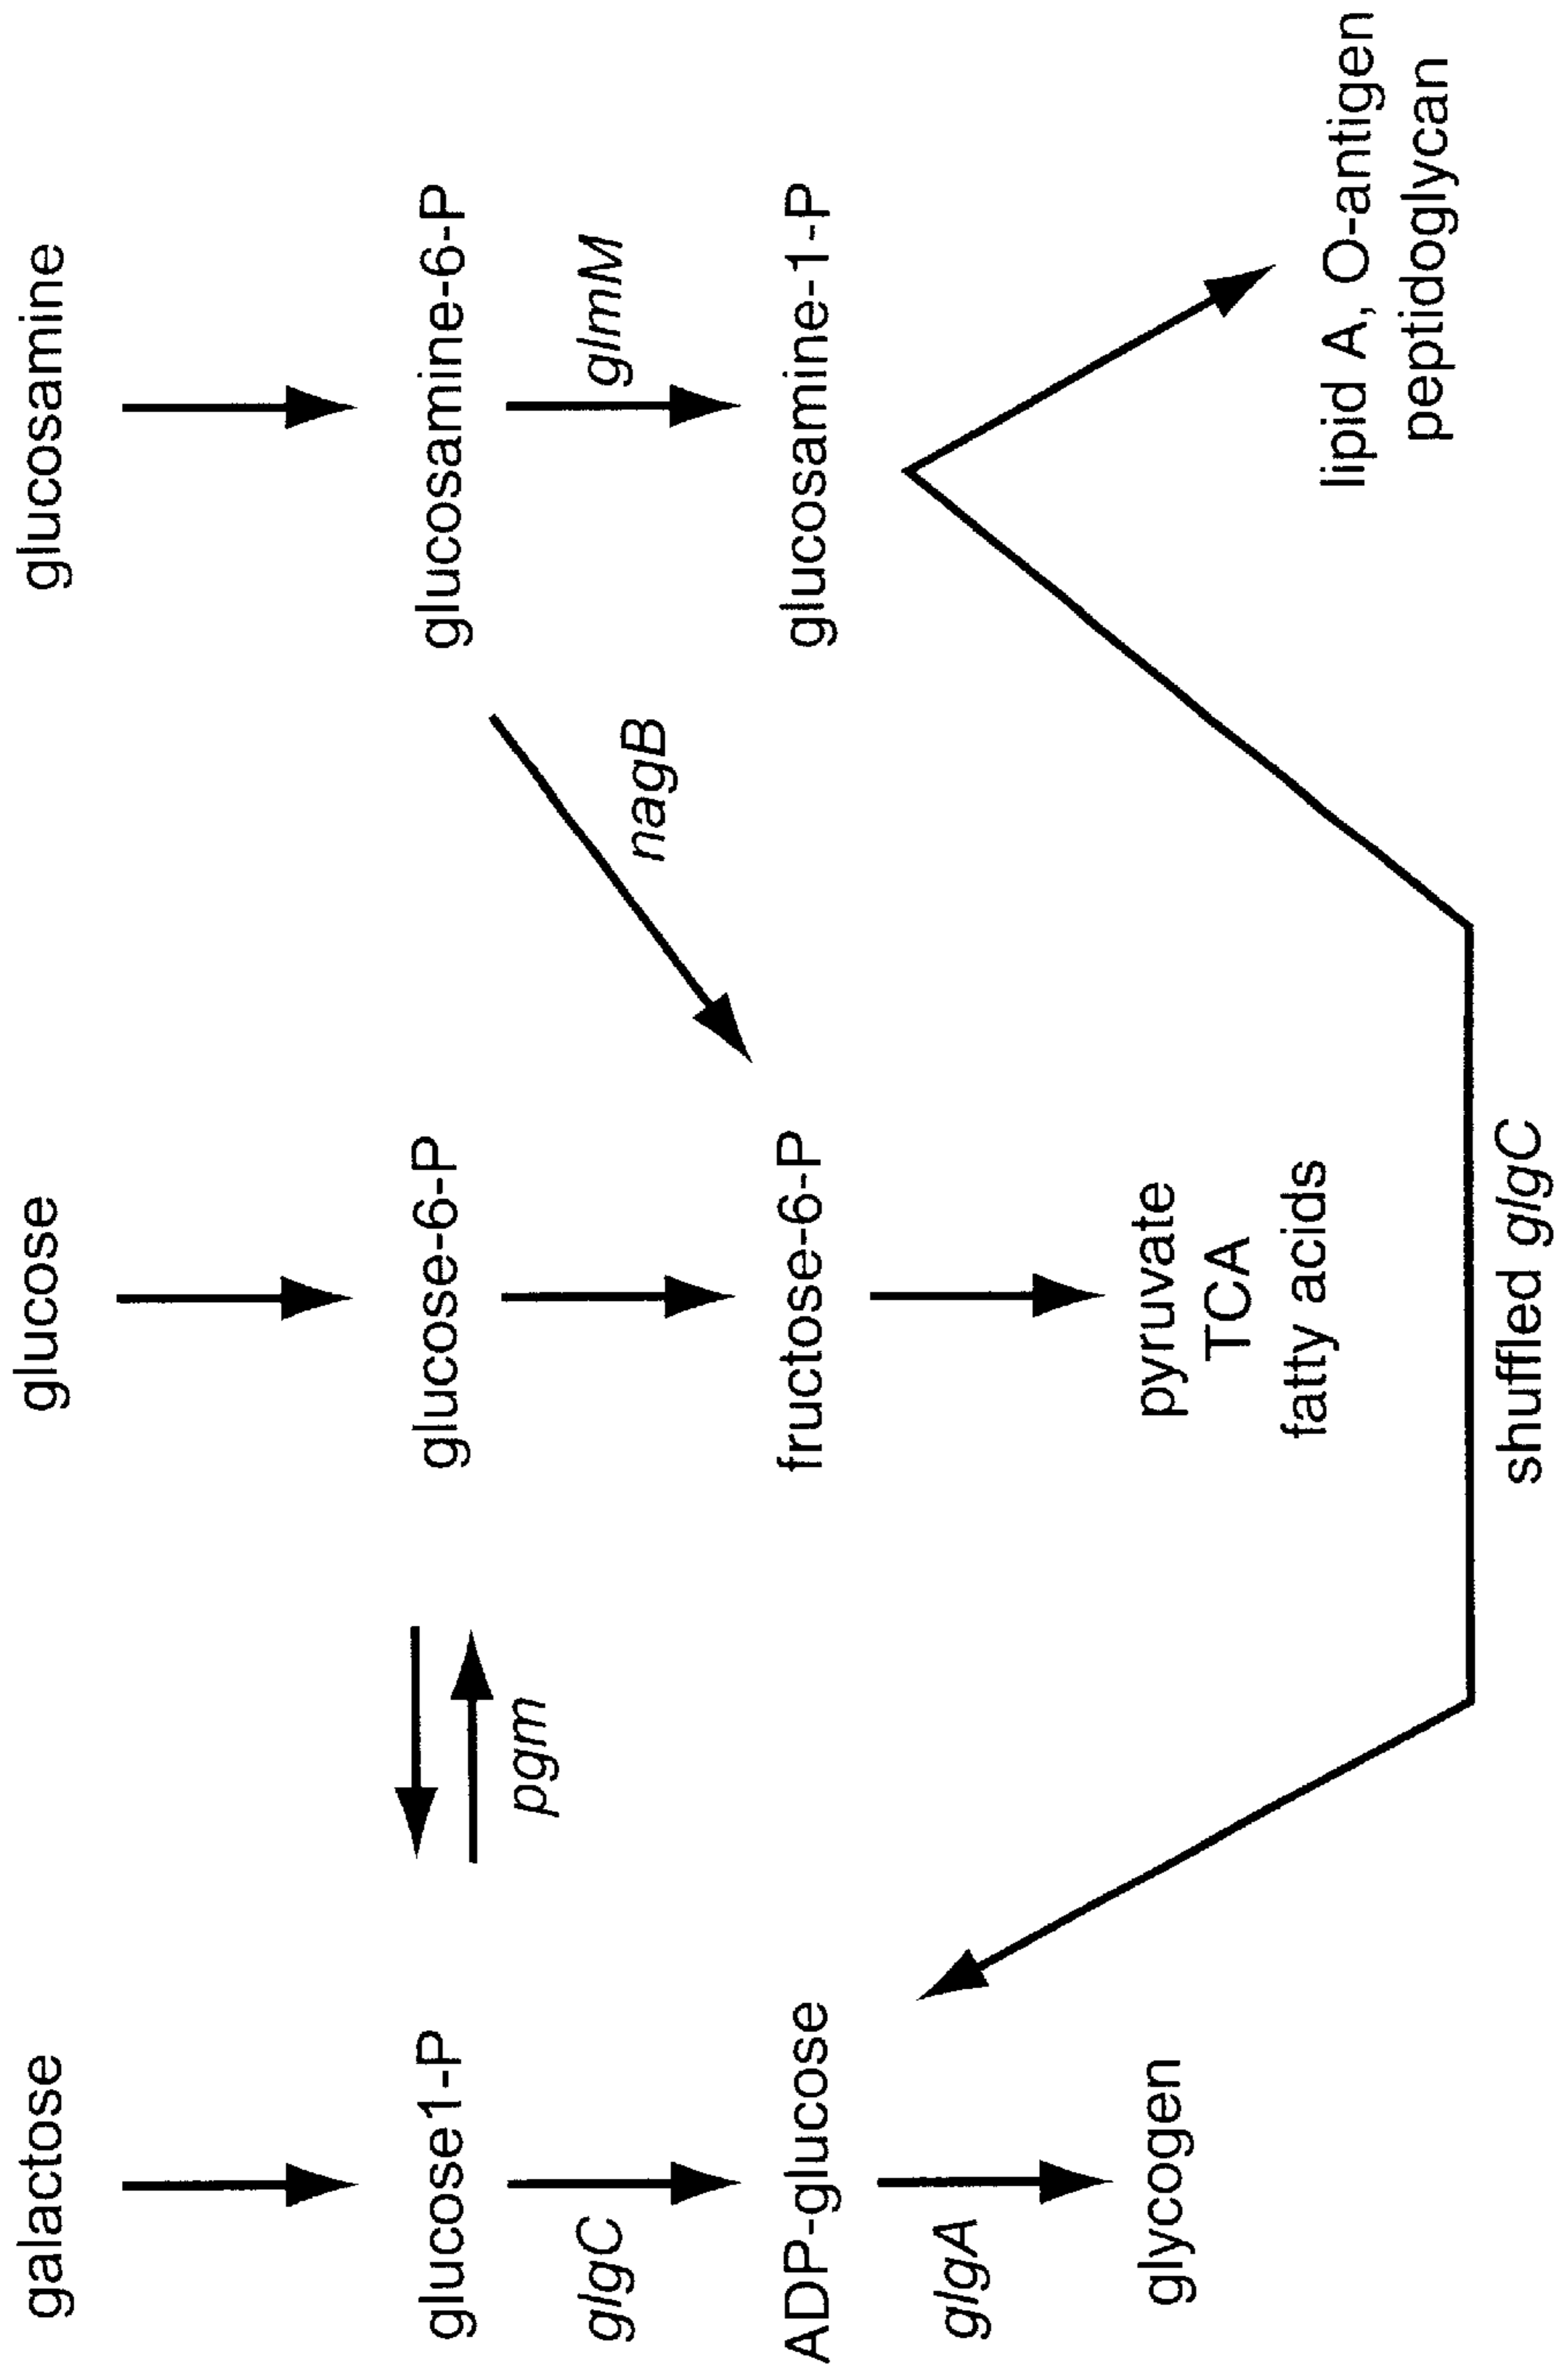 galactose
glucose
glucosamine
glucose1-P
pgm
glucose-6-P
glucosamine-6-P
glgC
nagB
glmM
ADP-glucose
fructose-6-P
glucosamine-1-P
glgA
glycogen
pyruvate
TCA
fatty acids
lipid A, O-antigen
peptidoglycan
shuffled glgC